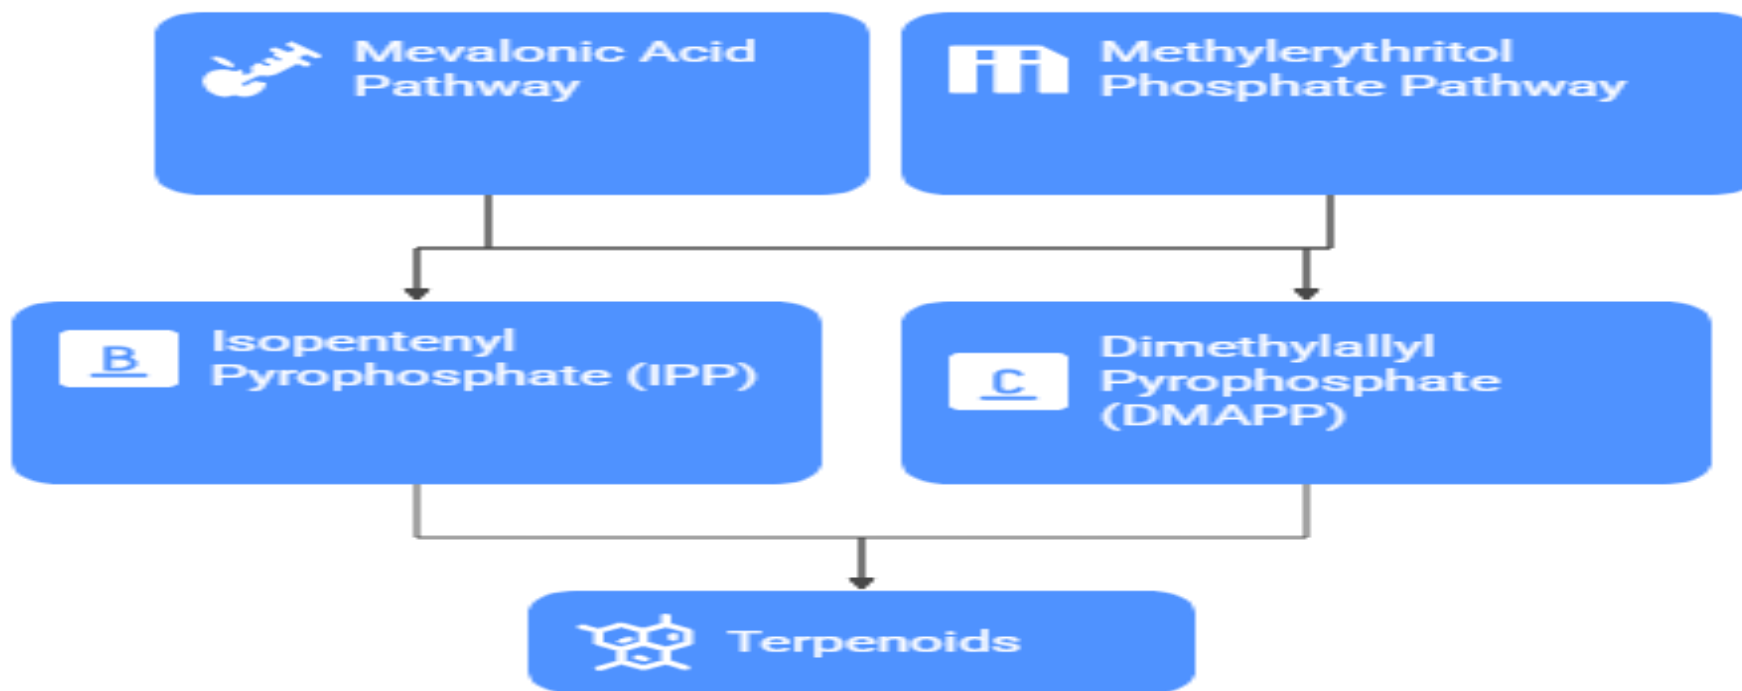 Mevalonic Acid
Pathway
Methylerythritol
Phosphate Pathway
B
Isopentenyl
Pyrophosphate (IPP)
C
Dimethylallyl
Pyrophosphate
(DMAPP)
Terpenoids